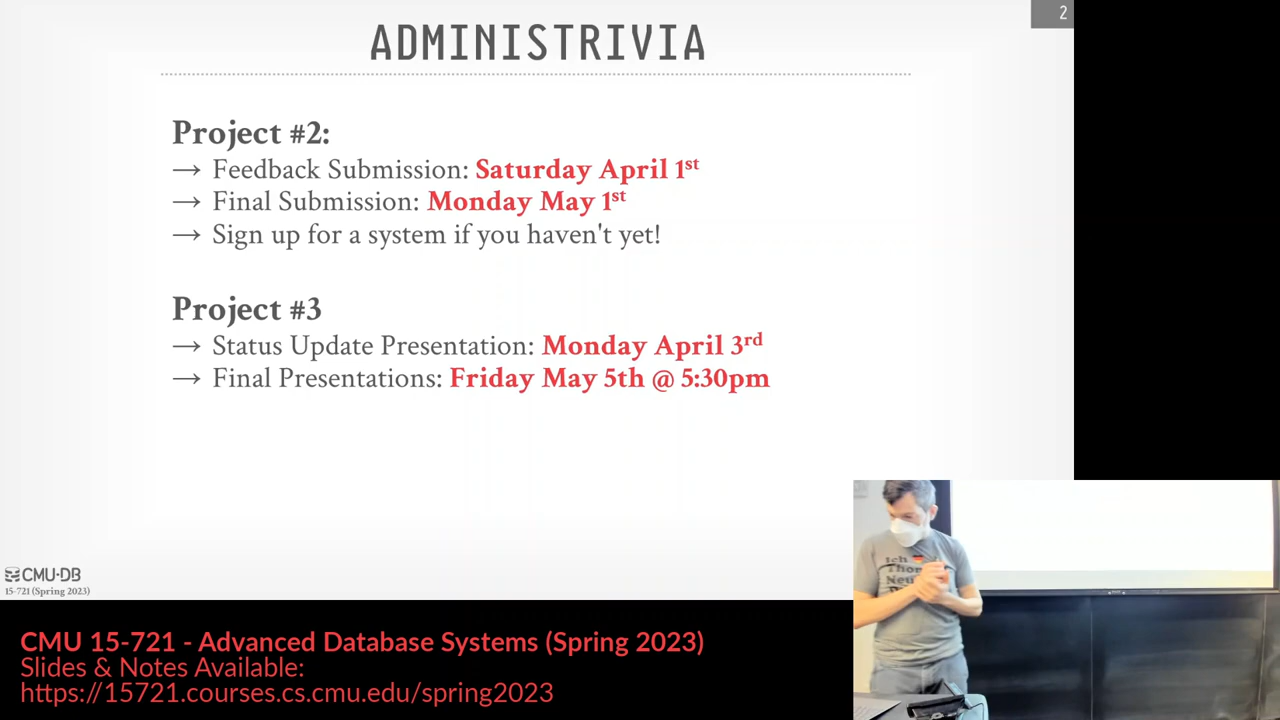 2
ADMINISTRIVIA
Project #2:
→ Feedback Submission: Saturday April 1st
→ Final Submission: Monday May 1st
→ Sign up for a system if you haven't yet!
Project #3
→ Status Update Presentation: Monday April 3rd
→ Final Presentations: Friday May 5th @ 5:30pm
CMU·DB
15-721 (Spring 2023)
Ich
Neu
CMU 15-721 - Advanced Database Systems (Spring 2023)
Slides & Notes Available:
https://15721.courses.cs.cmu.edu/spring2023